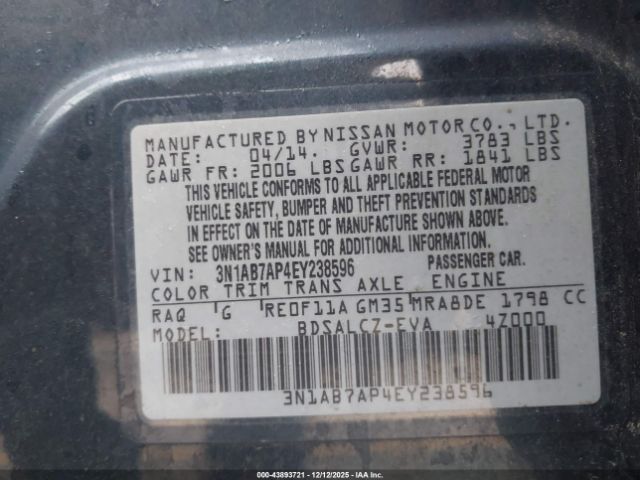 MANUFACTURED BY NISSAN MOTOR CO., LTD.
DATE: 04/14. GVWR: 3783 LBS
GAWR FR: 2006 LBS GAWR RR: 1841 LBS
THIS VEHICLE CONFORMS TO ALL APPLICABLE FEDERAL MOTOR
VEHICLE SAFETY, BUMPER AND THEFT PREVENTION STANDARDS
IN EFFECT ON THE DATE OF MANUFACTURE SHOWN ABOVE.
SEE OWNER'S MANUAL FOR ADDITIONAL INFORMATION.
VIN: 3N1AB7AP4EY238596 PASSENGER CAR.
COLOR TRIM TRANS AXLE ENGINE
RAQ G RE0F11A GM35 MRA8DE 1798 CC
MODEL: BDSALCZ-EVA 4Z000
3N1AB7AP4EY238596
000-43893721 - 12/12/2025 - IAA Inc.